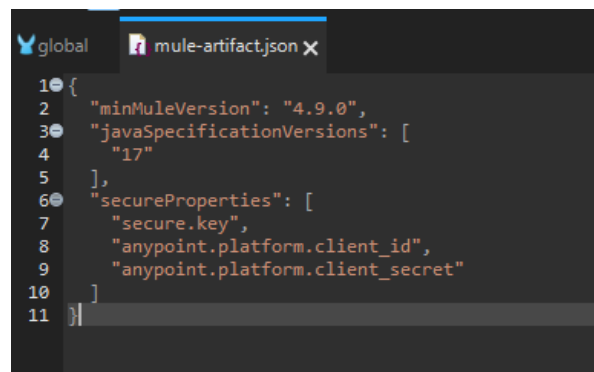 global mule-artifact.json
1 {
2 "minMuleVersion": "4.9.0",
3 "javaSpecificationVersions": [
4 "17"
5 ],
6 "secureProperties": [
7 "secure.key",
8 "anypoint.platform.client_id",
9 "anypoint.platform.client_secret"
10 ]
11 }